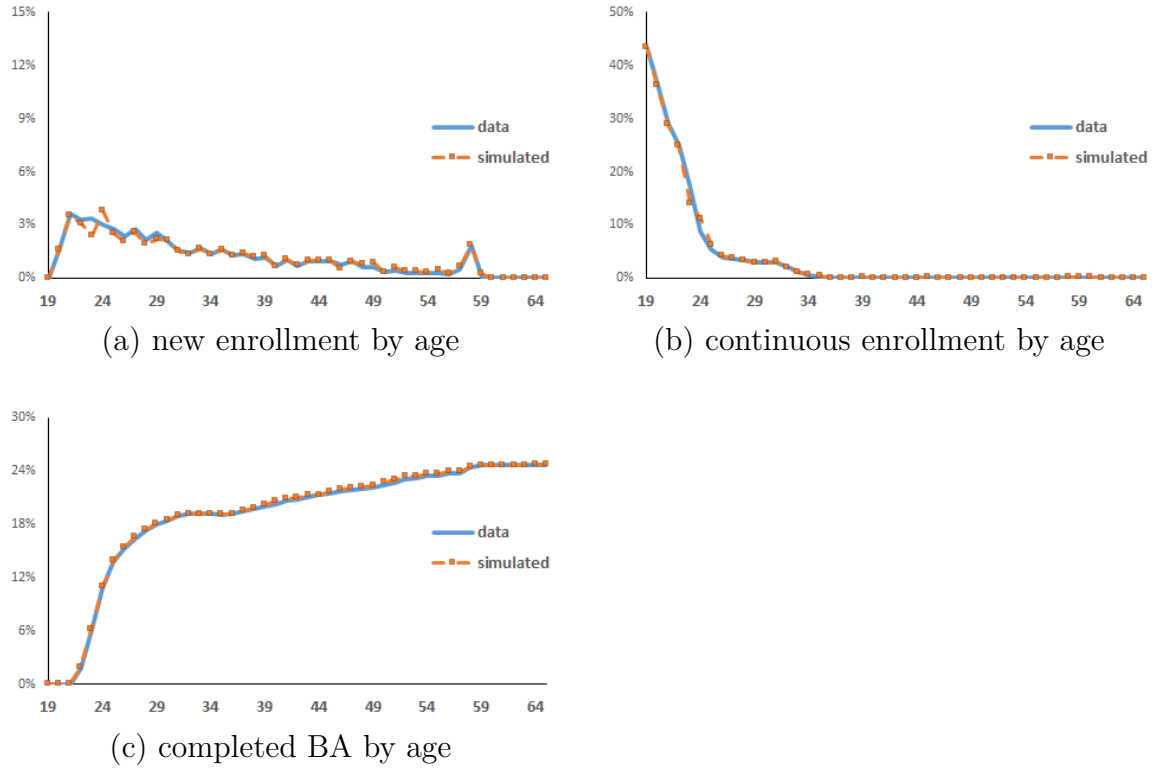 15%
12%
9%
6%
3%
0%
data
simulated
19 24 29 34 39 44 49 54 59 64
(a) new enrollment by age
50%
40%
30%
20%
10%
0%
data
simulated
19 24 29 34 39 44 49 54 59 64
(b) continuous enrollment by age
30%
24%
18%
12%
6%
0%
data
simulated
19 24 29 34 39 44 49 54 59 64
(c) completed BA by age